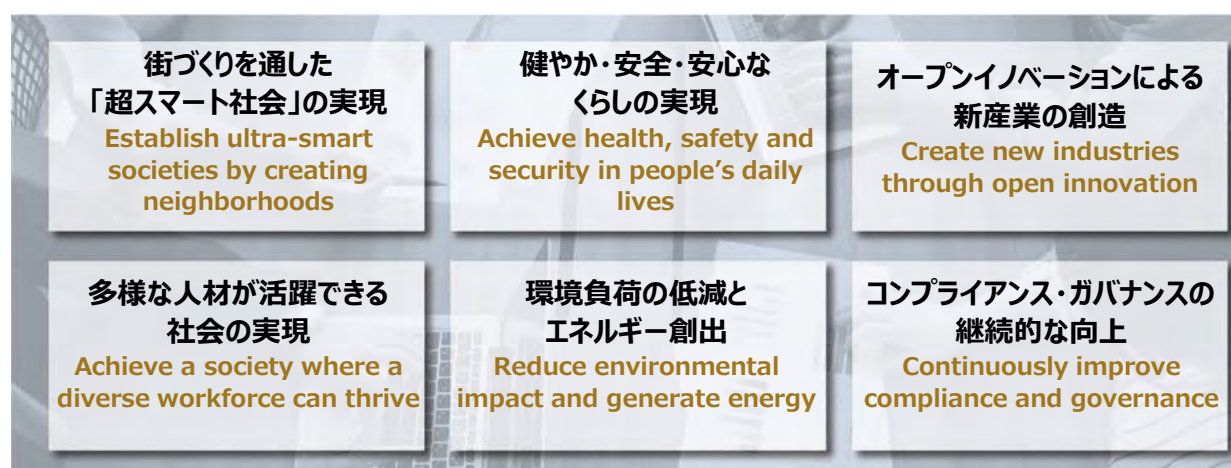 街づくりを通した
「超スマート社会」の実現
Establish ultra-smart
societies by creating
neighborhoods
健やか・安全・安心な
くらしの実現
Achieve health, safety and
security in people's daily
lives
オープンイノベーションによる
新産業の創造
Create new industries
through open innovation
多様な人材が活躍できる
社会の実現
Achieve a society where a
diverse workforce can thrive
環境負荷の低減と
エネルギー創出
Reduce environmental
impact and generate energy
コンプライアンス・ガバナンスの
継続的な向上
Continuously improve
compliance and governance